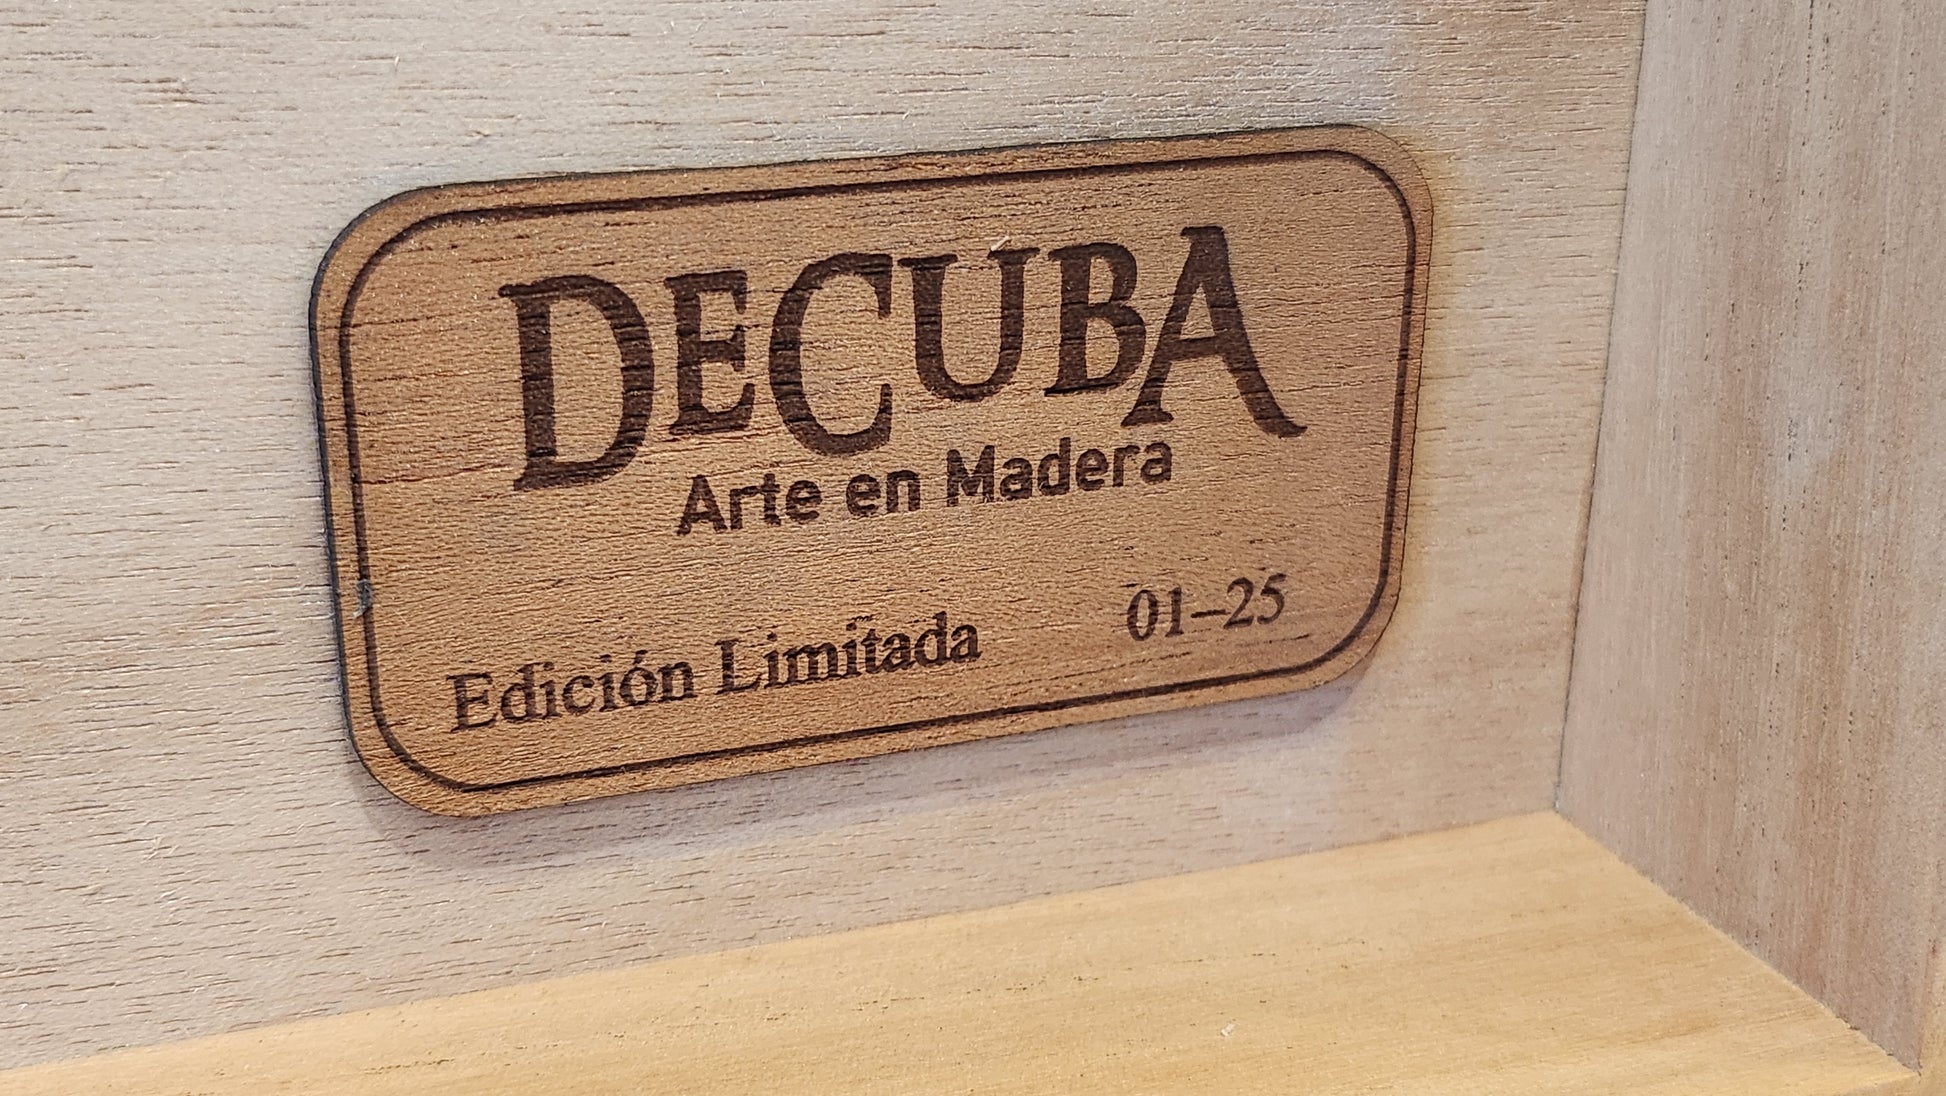 DECUBA
Arte en Madera
Edición Limitada 01–25